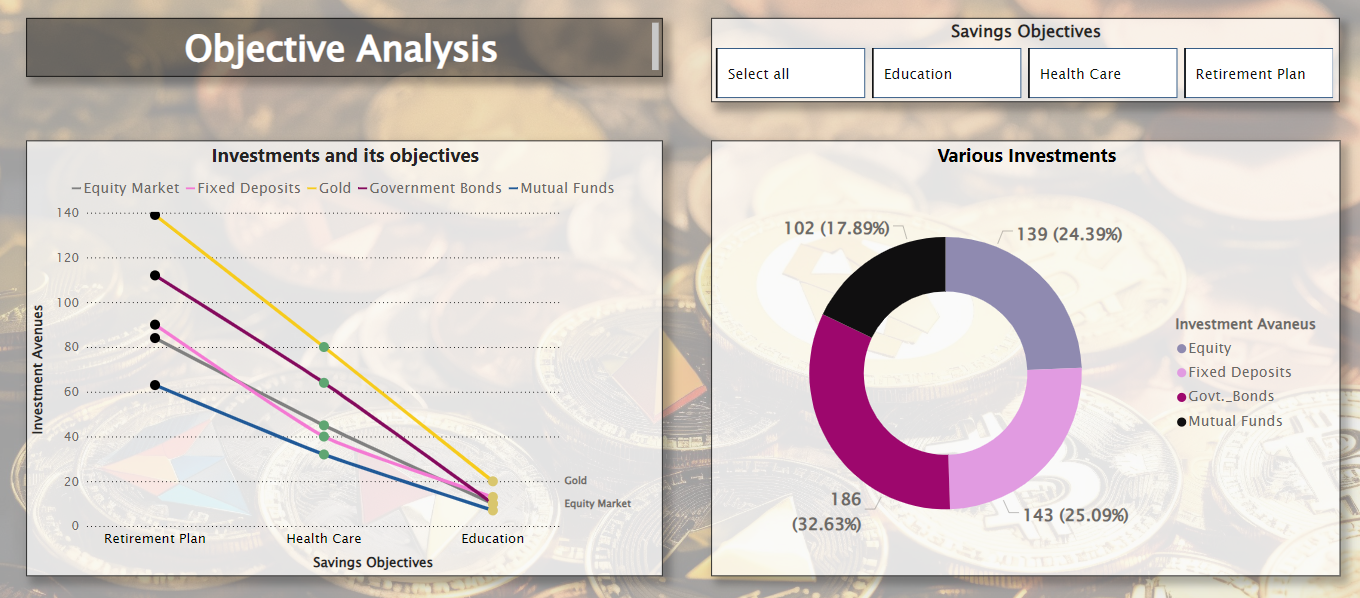 Objective Analysis
Savings Objectives
Select all
Education
Health Care
Retirement Plan
Investments and its objectives
Equity Market Fixed Deposits Gold Government Bonds Mutual Funds
140
120
100
80
60
40
20
0
Investment Avenues
Gold
Equity Market
Retirement Plan Health Care Education
Savings Objectives
Various Investments
102 (17.89%)
139 (24.39%)
186
(32.63%)
143 (25.09%)
Investment Avaneus
Equity
Fixed Deposits
Govt._Bonds
Mutual Funds